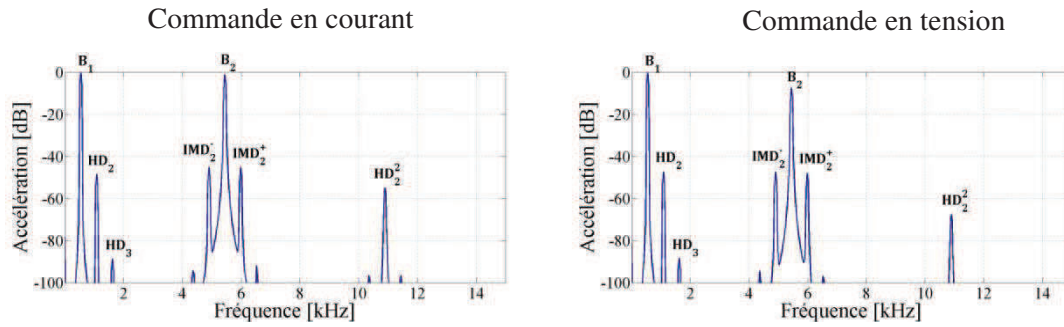 Commande en courant
Commande en tension
B₁
B₂
0
-20
-40
-60
-80
-100
Accélération [dB]
HD₂
HD₃
IMD₂⁻
IMD₂⁺
HD₂²
2
4
6
8
10
12
14
Fréquence [kHz]
B₁
B₂
0
-20
-40
-60
-80
-100
Accélération [dB]
HD₂
HD₃
IMD₂⁻
IMD₂⁺
HD₂²
2
4
6
8
10
12
14
Fréquence [kHz]